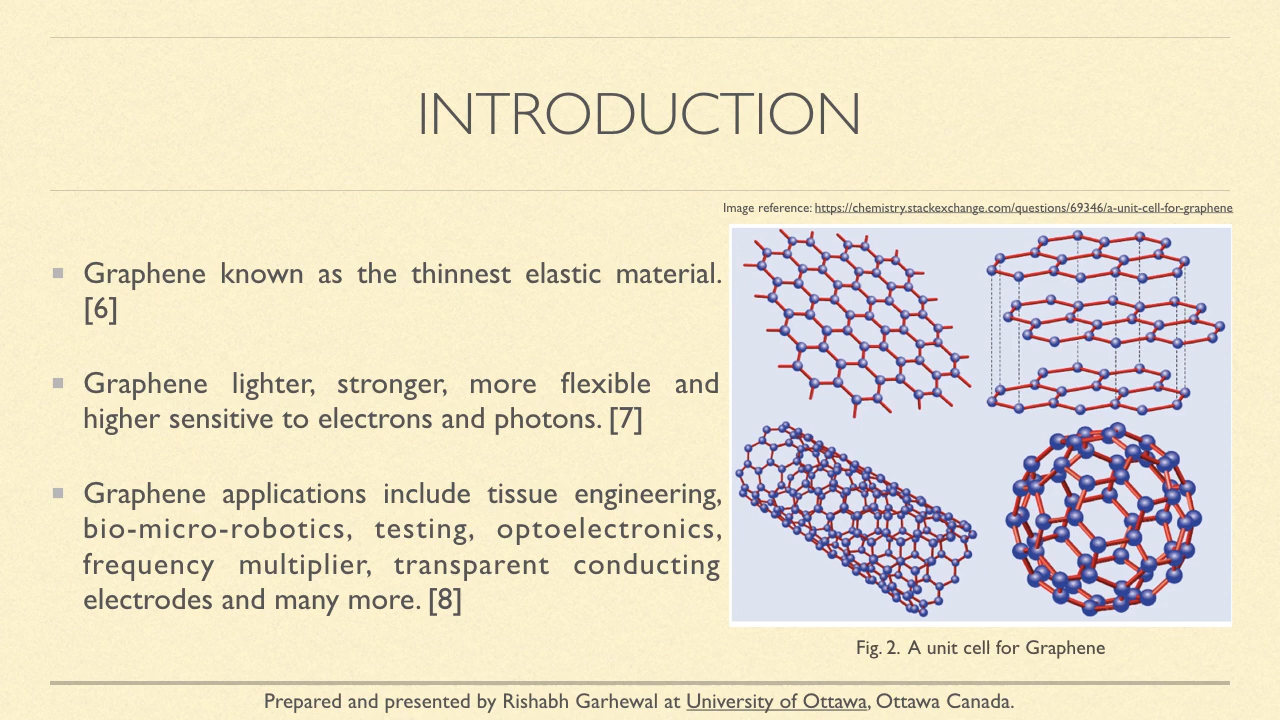 INTRODUCTION
Image reference: https://chemistry.stackexchange.com/questions/69346/a-unit-cell-for-graphene
Graphene known as the thinnest elastic material.
[6]
Graphene lighter, stronger, more flexible and
higher sensitive to electrons and photons. [7]
Graphene applications include tissue engineering,
bio-micro-robotics, testing, optoelectronics,
frequency multiplier, transparent conducting
electrodes and many more. [8]
Fig. 2. A unit cell for Graphene
Prepared and presented by Rishabh Garhewal at University of Ottawa, Ottawa Canada.